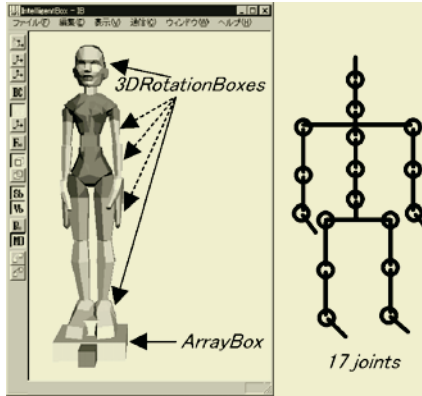 IntelligentBox - IB
ファイル(F) 編集(E) 表示(V) 通信(C) ウィンドウ(W) ヘルプ(H)
3DRotationBoxes
ArrayBox
17 joints